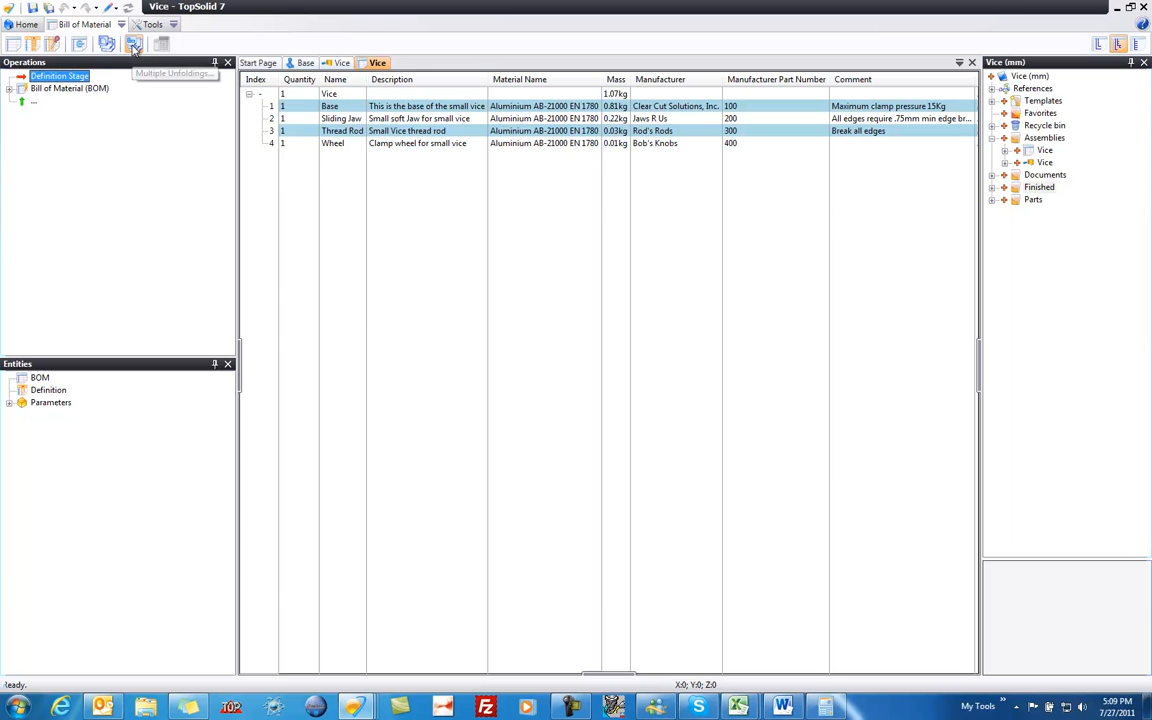 Vice - TopSolid 7
Home
Bill of Material
Tools
Operations
Multiple Unfoldings...
Definition Stage
Bill of Material (BOM)
...
Entities
BOM
Definition
Parameters
Start Page
Base
Vice
Vice
Index Quantity Name Description Material Name Mass Manufacturer Manufacturer Part Number Comment
- 1 Vice 1.07kg
1 1 Base This is the base of the small vice Aluminium AB-21000 EN 1780 0.81kg Clear Cut Solutions, Inc. 100 Maximum clamp pressure 15Kg
2 1 Sliding Jaw Small soft Jaw for small vice Aluminium AB-21000 EN 1780 0.22kg Jaws R Us 200 All edges require .75mm min edge br...
3 1 Thread Rod Small Vice thread rod Aluminium AB-21000 EN 1780 0.03kg Rod's Rods 300 Break all edges
4 1 Wheel Clamp wheel for small vice Aluminium AB-21000 EN 1780 0.01kg Bob's Knobs 400
Vice (mm)
Vice (mm)
References
Templates
Favorites
Recycle bin
Assemblies
Vice
Vice
Documents
Finished
Parts
Ready.
X:0; Y:0; Z:0
TOP
My Tools
»
5:09 PM
7/27/2011